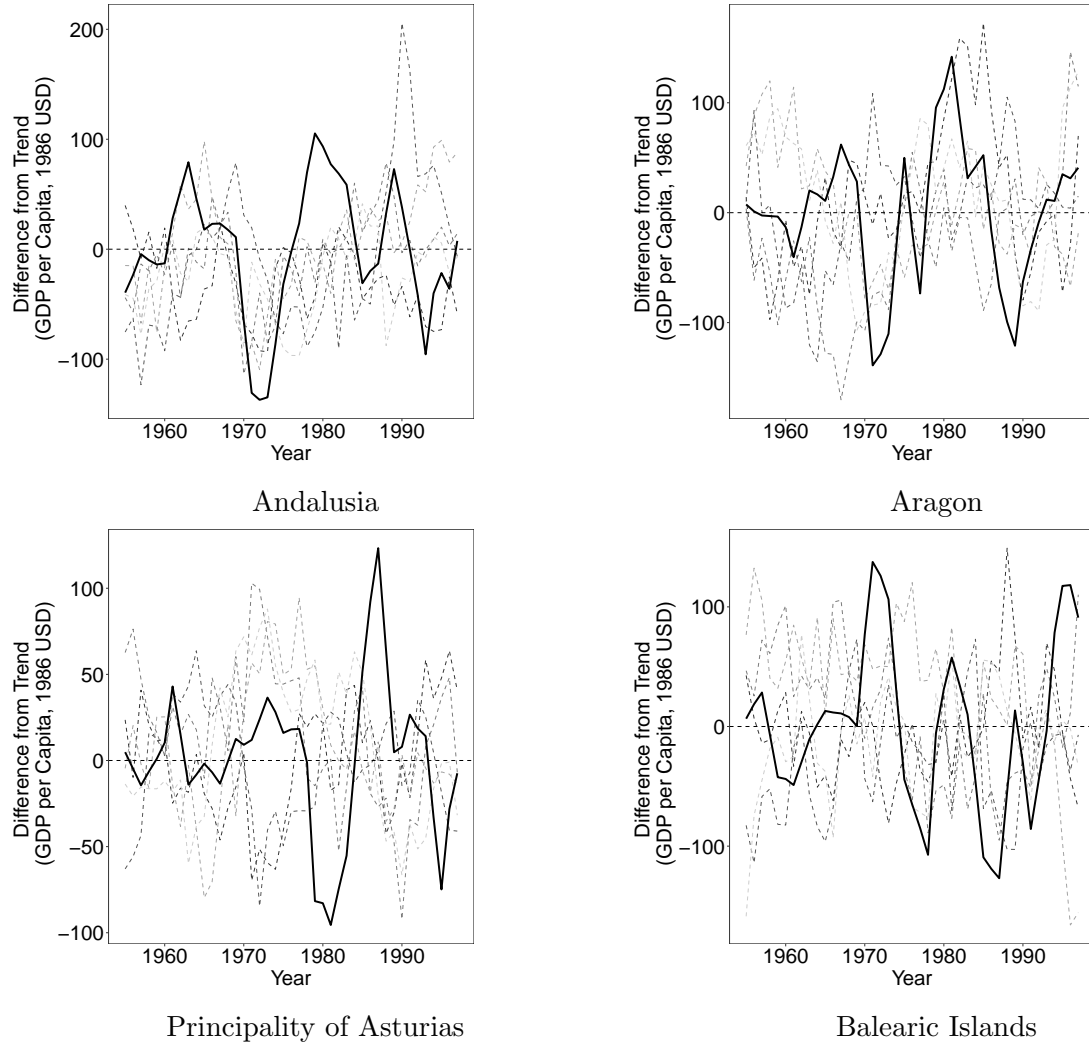 Difference from Trend
(GDP per Capita, 1986 USD)
200
100
0
−100
1960 1970 1980 1990
Year
Andalusia
Difference from Trend
(GDP per Capita, 1986 USD)
100
0
−100
1960 1970 1980 1990
Year
Aragon
Difference from Trend
(GDP per Capita, 1986 USD)
100
50
0
−50
−100
1960 1970 1980 1990
Year
Principality of Asturias
Difference from Trend
(GDP per Capita, 1986 USD)
100
0
−100
1960 1970 1980 1990
Year
Balearic Islands